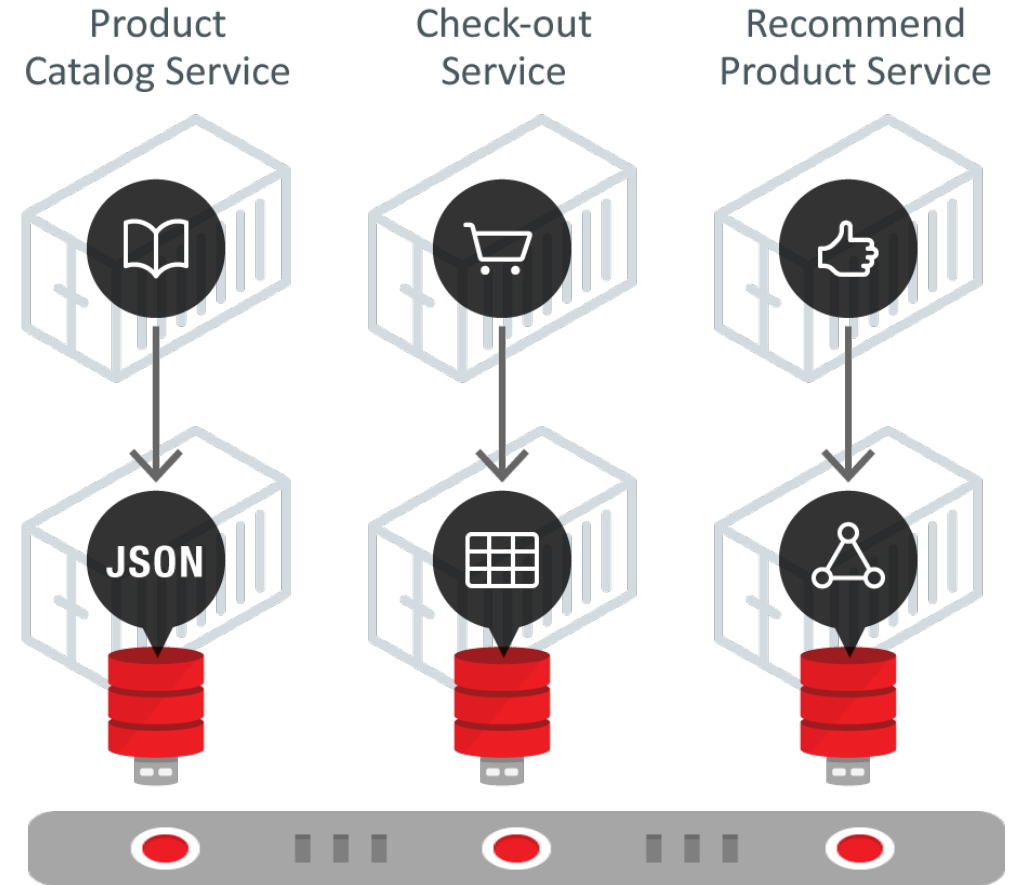 Product
Catalog Service
Check-out
Service
Recommend
Product Service
JSON